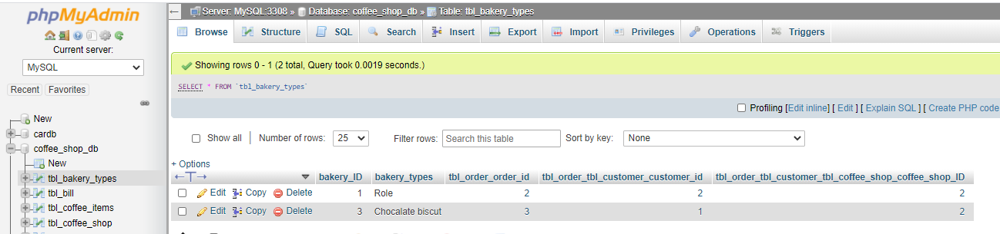 phpMyAdmin
Current server:
MySQL
Recent Favorites
New
cardb
coffee_shop_db
New
tbl_bakery_types
tbl_bill
tbl_coffee_items
tbl_coffee_shop
Server: MySQL:3308 » Database: coffee_shop_db » Table: tbl_bakery_types
Browse Structure SQL Search Insert Export Import Privileges Operations Triggers
Showing rows 0 - 1 (2 total, Query took 0.0019 seconds.)
SELECT * FROM `tbl_bakery_types`
Profiling [Edit inline] [ Edit ] [ Explain SQL ] [ Create PHP code
Show all Number of rows: 25 Filter rows: Search this table Sort by key: None
+ Options
←T→ bakery_ID bakery_types tbl_order_order_id tbl_order_tbl_customer_customer_id tbl_order_tbl_customer_tbl_coffee_shop_coffee_shop_ID
Edit Copy Delete 1 Role 2 2 2
Edit Copy Delete 3 Chocalate biscut 3 1 2